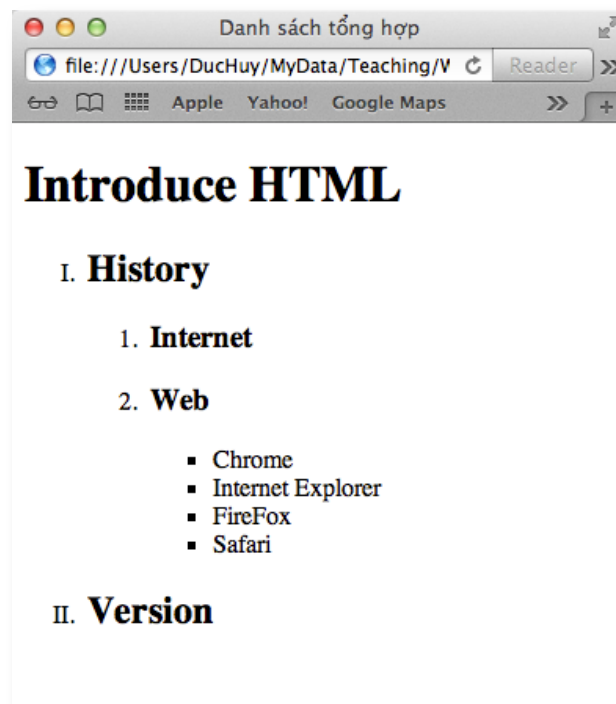 Danh sách tổng hợp
file:///Users/DucHuy/MyData/Teaching/W
Reader
Apple Yahoo! Google Maps
Introduce HTML
I. History
1. Internet
2. Web
Chrome
Internet Explorer
FireFox
Safari
II. Version